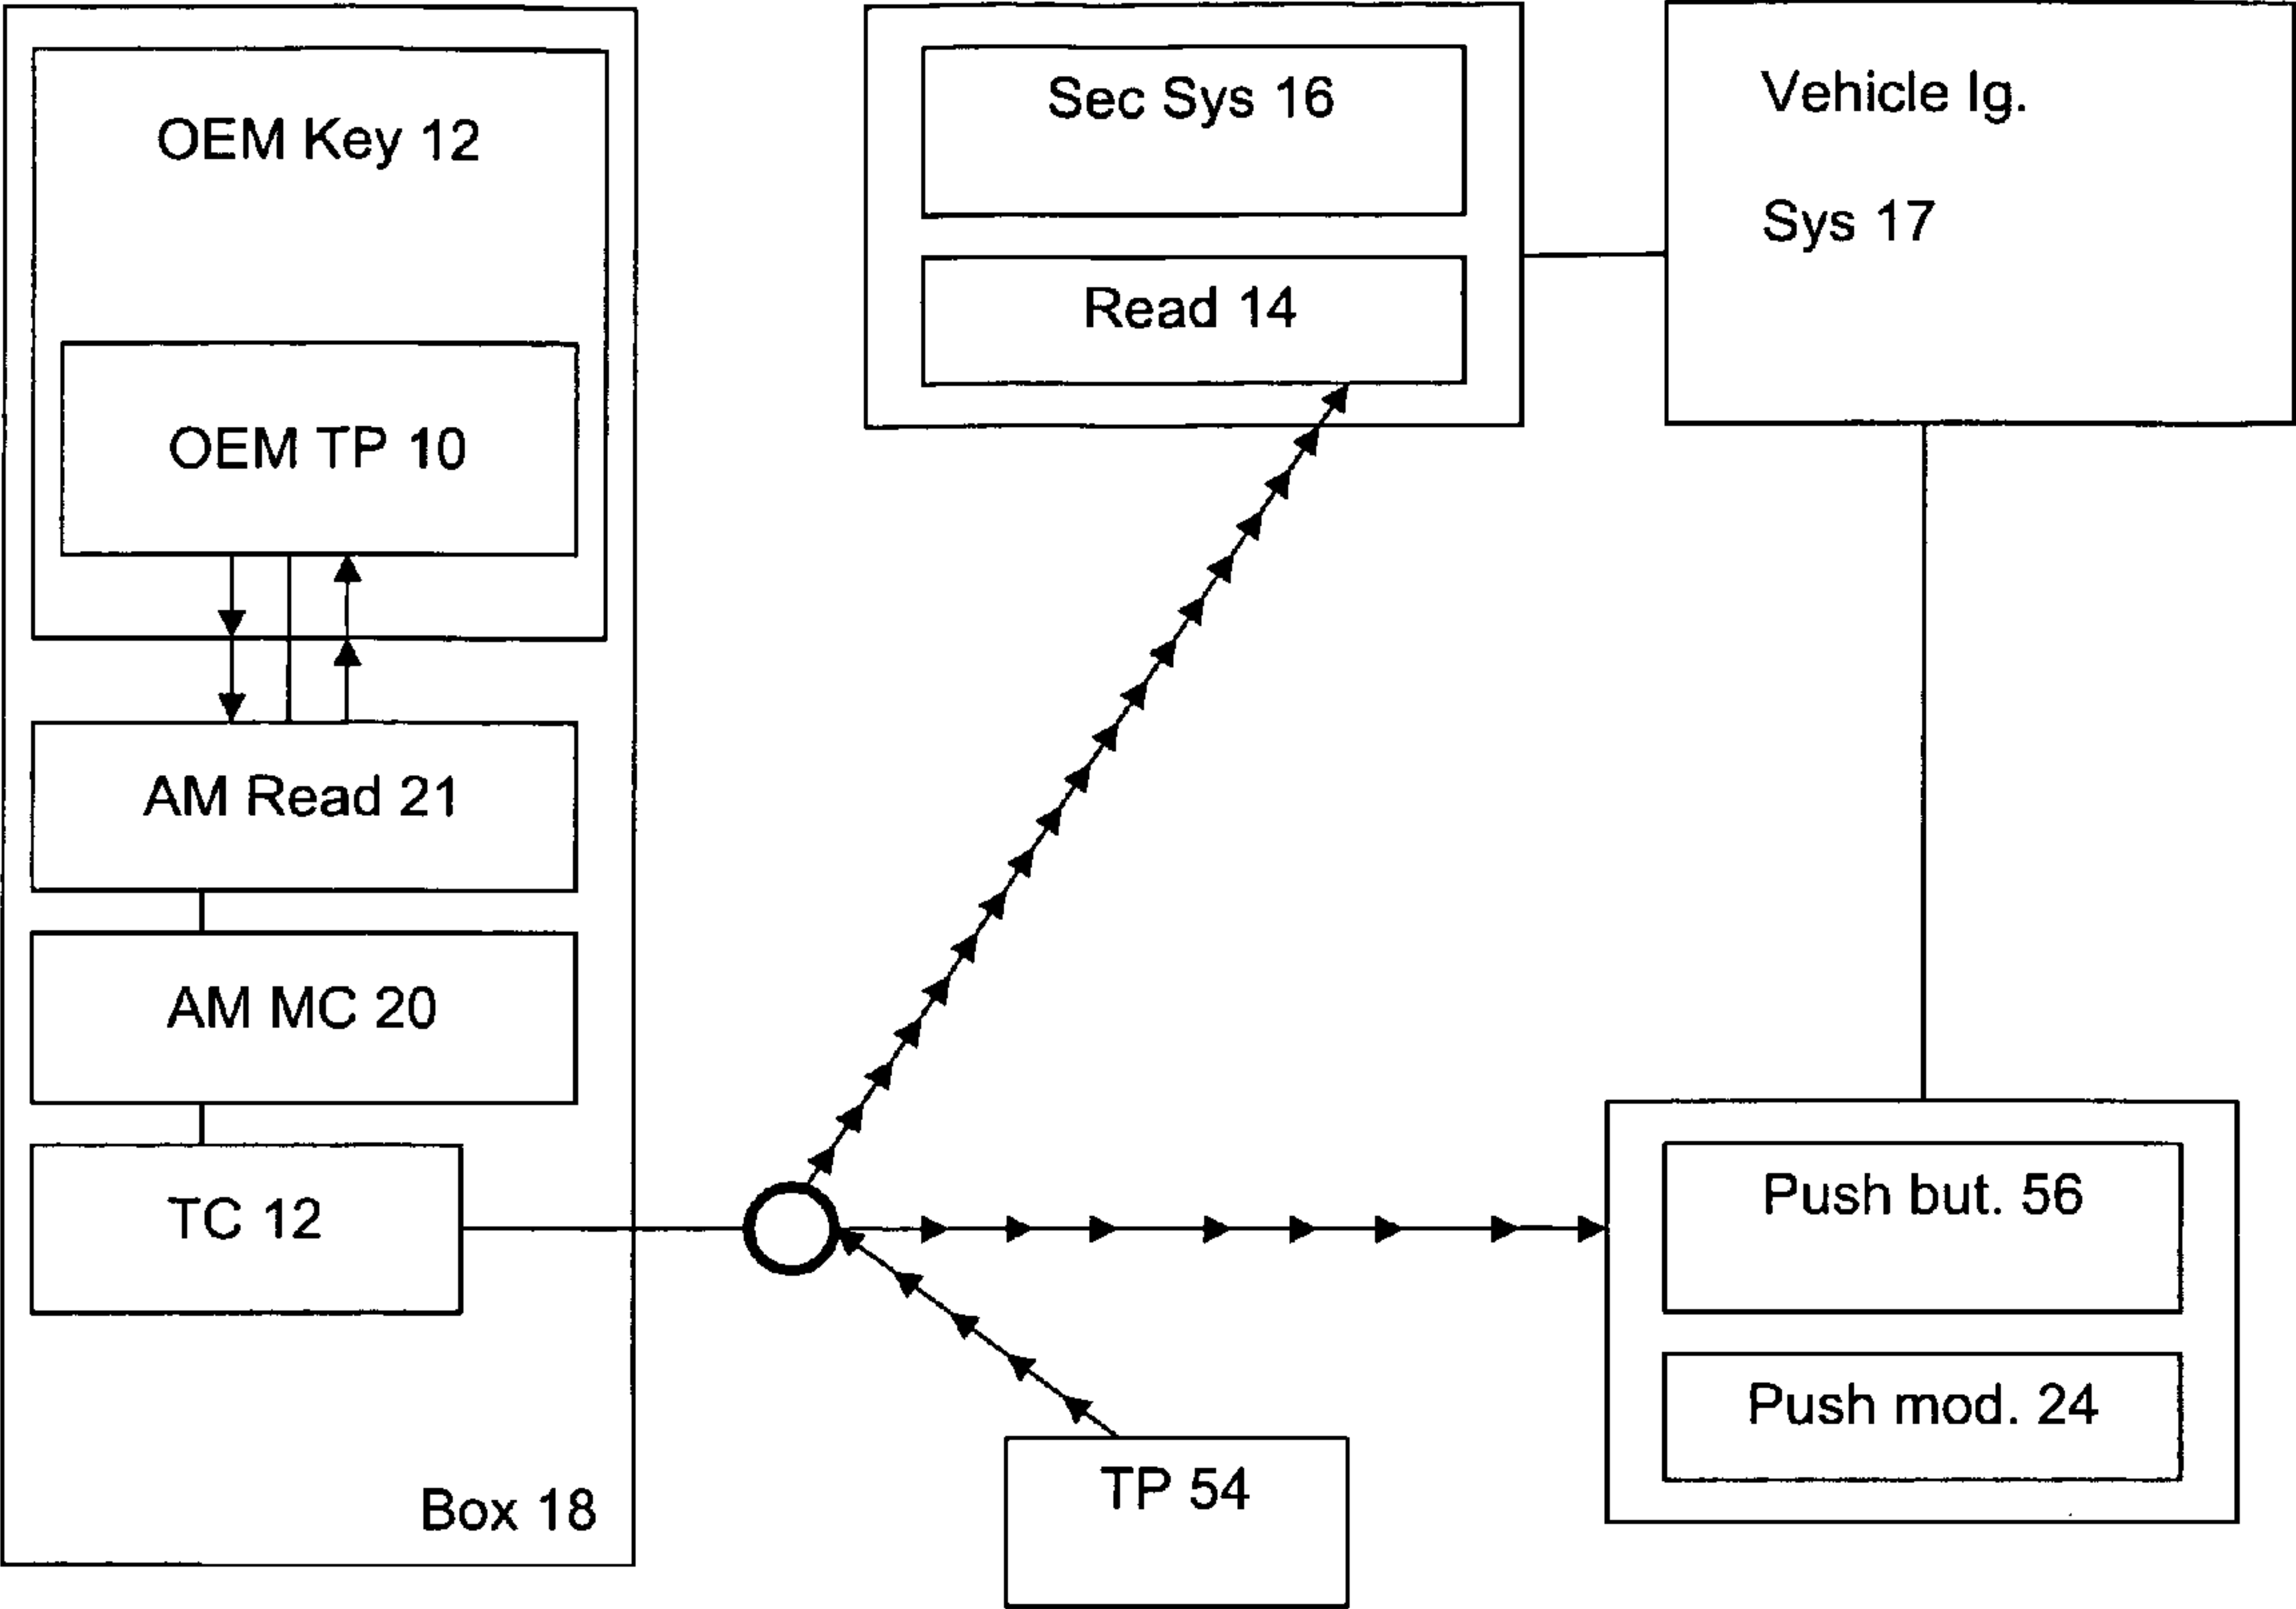 OEM Key 12
OEM TP 10
AM Read 21
AM MC 20
TC 12
Box 18
Sec Sys 16
Read 14
Vehicle Ig.
Sys 17
Push but. 56
Push mod. 24
TP 54